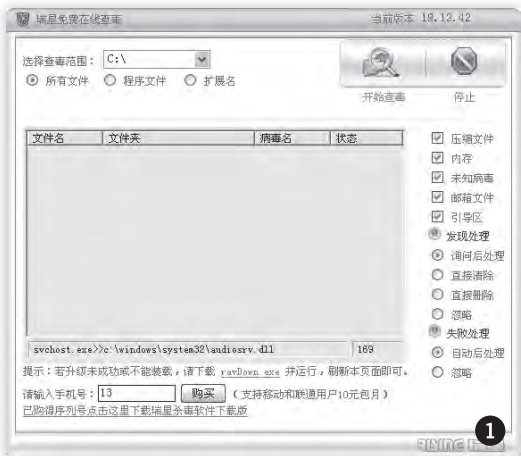 瑞星免费在线查毒
当前版本 18.12.42
选择查毒范围: C:\
所有文件 程序文件 扩展名
开始查毒 停止
文件名 文件夹 病毒名 状态
压缩文件
内存
未知病毒
邮箱文件
引导区
发现处理
询问后处理
直接清除
直接删除
忽略
失败处理
自动后处理
忽略
svchost.exe>>c:\windows\system32\audiosrv.dll 169
提示:若升级未成功或不能装载,请下载 ravDown.exe 并运行,刷新本页面即可。
请输入手机号: 13 购买 (支持移动和联通用户10元包月)
已购得序列号点击这里下载瑞星杀毒软件下载版
1